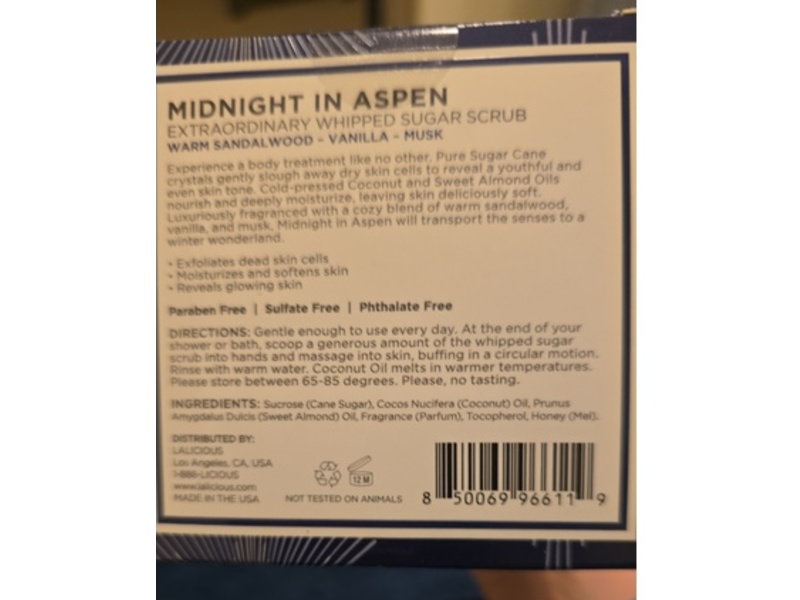 MIDNIGHT IN ASPEN
EXTRAORDINARY WHIPPED SUGAR SCRUB
WARM SANDALWOOD - VANILLA - MUSK
Experience a body treatment like no other. Pure Sugar Cane
crystals gently slough away dry skin cells to reveal a youthful and
even skin tone. Cold-pressed Coconut and Sweet Almond Oils
nourish and deeply moisturize, leaving skin deliciously soft.
Luxuriously fragranced with a cozy blend of warm sandalwood,
vanilla, and musk, Midnight in Aspen will transport the senses to a
winter wonderland.
• Exfoliates dead skin cells
• Moisturizes and softens skin
• Reveals glowing skin
Paraben Free | Sulfate Free | Phthalate Free
DIRECTIONS: Gentle enough to use every day. At the end of your
shower or bath, scoop a generous amount of the whipped sugar
scrub into hands and massage into skin, buffing in a circular motion.
Rinse with warm water. Coconut Oil melts in warmer temperatures.
Please store between 65-85 degrees. Please, no tasting.
INGREDIENTS: Sucrose (Cane Sugar), Cocos Nucifera (Coconut) Oil, Prunus
Amygdalus Dulcis (Sweet Almond) Oil, Fragrance (Parfum), Tocopherol, Honey (Mel).
DISTRIBUTED BY:
LALICIOUS
Los Angeles, CA, USA
1-888-LICIOUS
www.lalicious.com
MADE IN THE USA
12 M
NOT TESTED ON ANIMALS
8 50069 96611 9